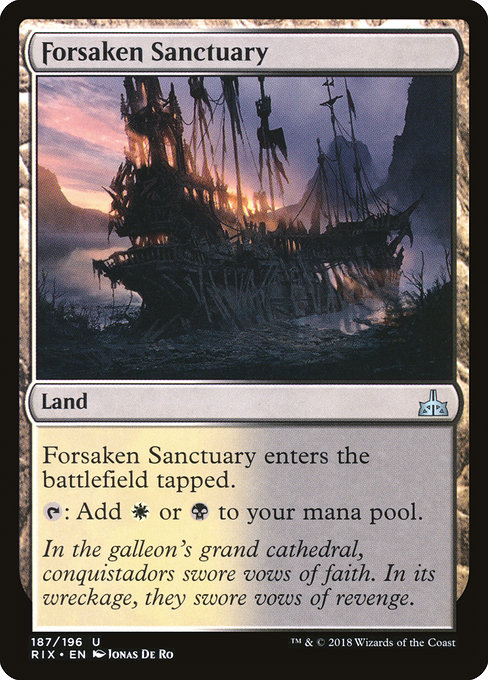 Forsaken Sanctuary
Land
Forsaken Sanctuary enters the
battlefield tapped.
: Add or to your mana pool.
In the galleon's grand cathedral,
conquistadors swore vows of faith. In its
wreckage, they swore vows of revenge.
187/196 U
RIX • EN Jonas De Ro
™ & © 2018 Wizards of the Coast